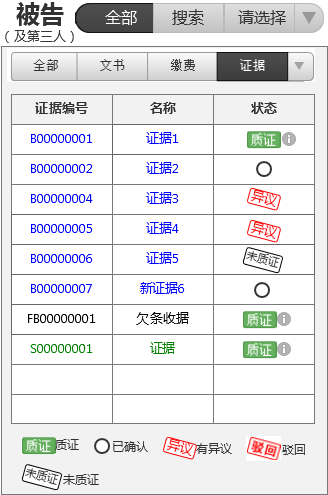 被告 全部 搜索 请选择
（及第三人）
全部 文书 缴费 证据
证据编号 名称 状态
B00000001 证据1 质证
B00000002 证据2
B00000004 证据3 异议
B00000005 证据4 异议
B00000006 证据5 未质证
B00000007 新证据6
FB00000001 欠条收据 质证
S00000001 证据 质证
质证 质证 已确认 异议 有异议 驳回 驳回
未质证 未质证